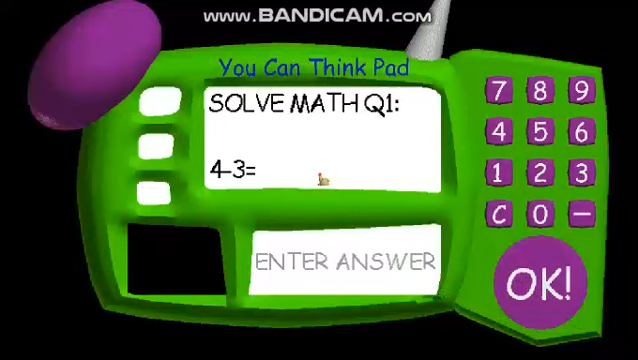 www.BANDICAM.com
You Can Think Pad
SOLVE MATH Q1:
4-3=
ENTER ANSWER
7 8 9
4 5 6
1 2 3
C 0 -
OK!